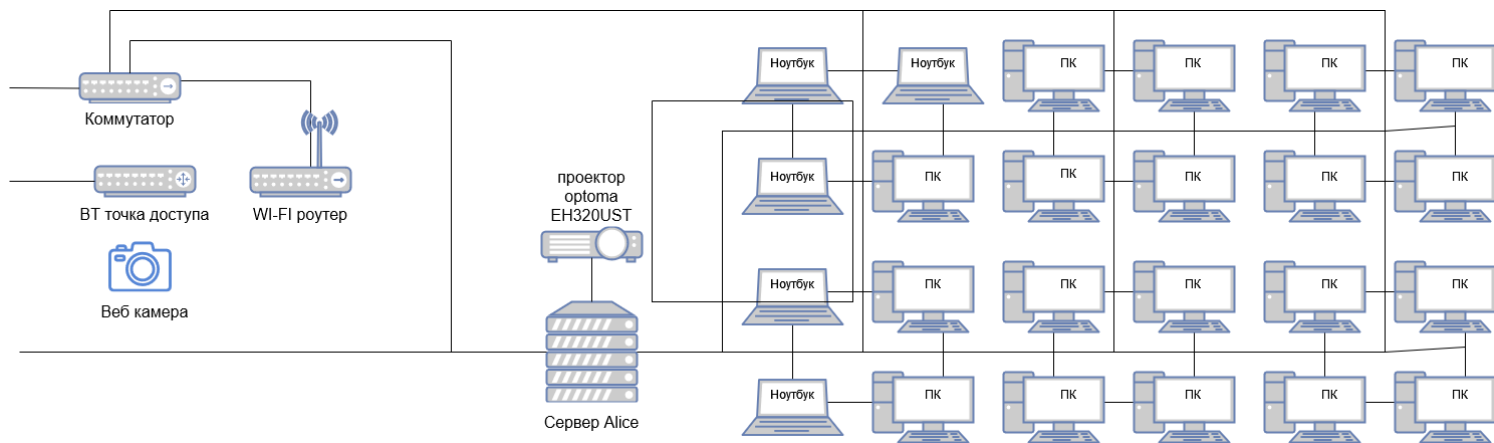 Ноутбук
Ноутбук
ПК
ПК
ПК
ПК
Коммутатор
Ноутбук
ПК
ПК
ПК
ПК
ПК
проектор
optoma
EH320UST
BT точка доступа
WI-FI роутер
Ноутбук
ПК
ПК
ПК
ПК
ПК
Веб камера
Ноутбук
ПК
ПК
ПК
ПК
ПК
Сервер Alice